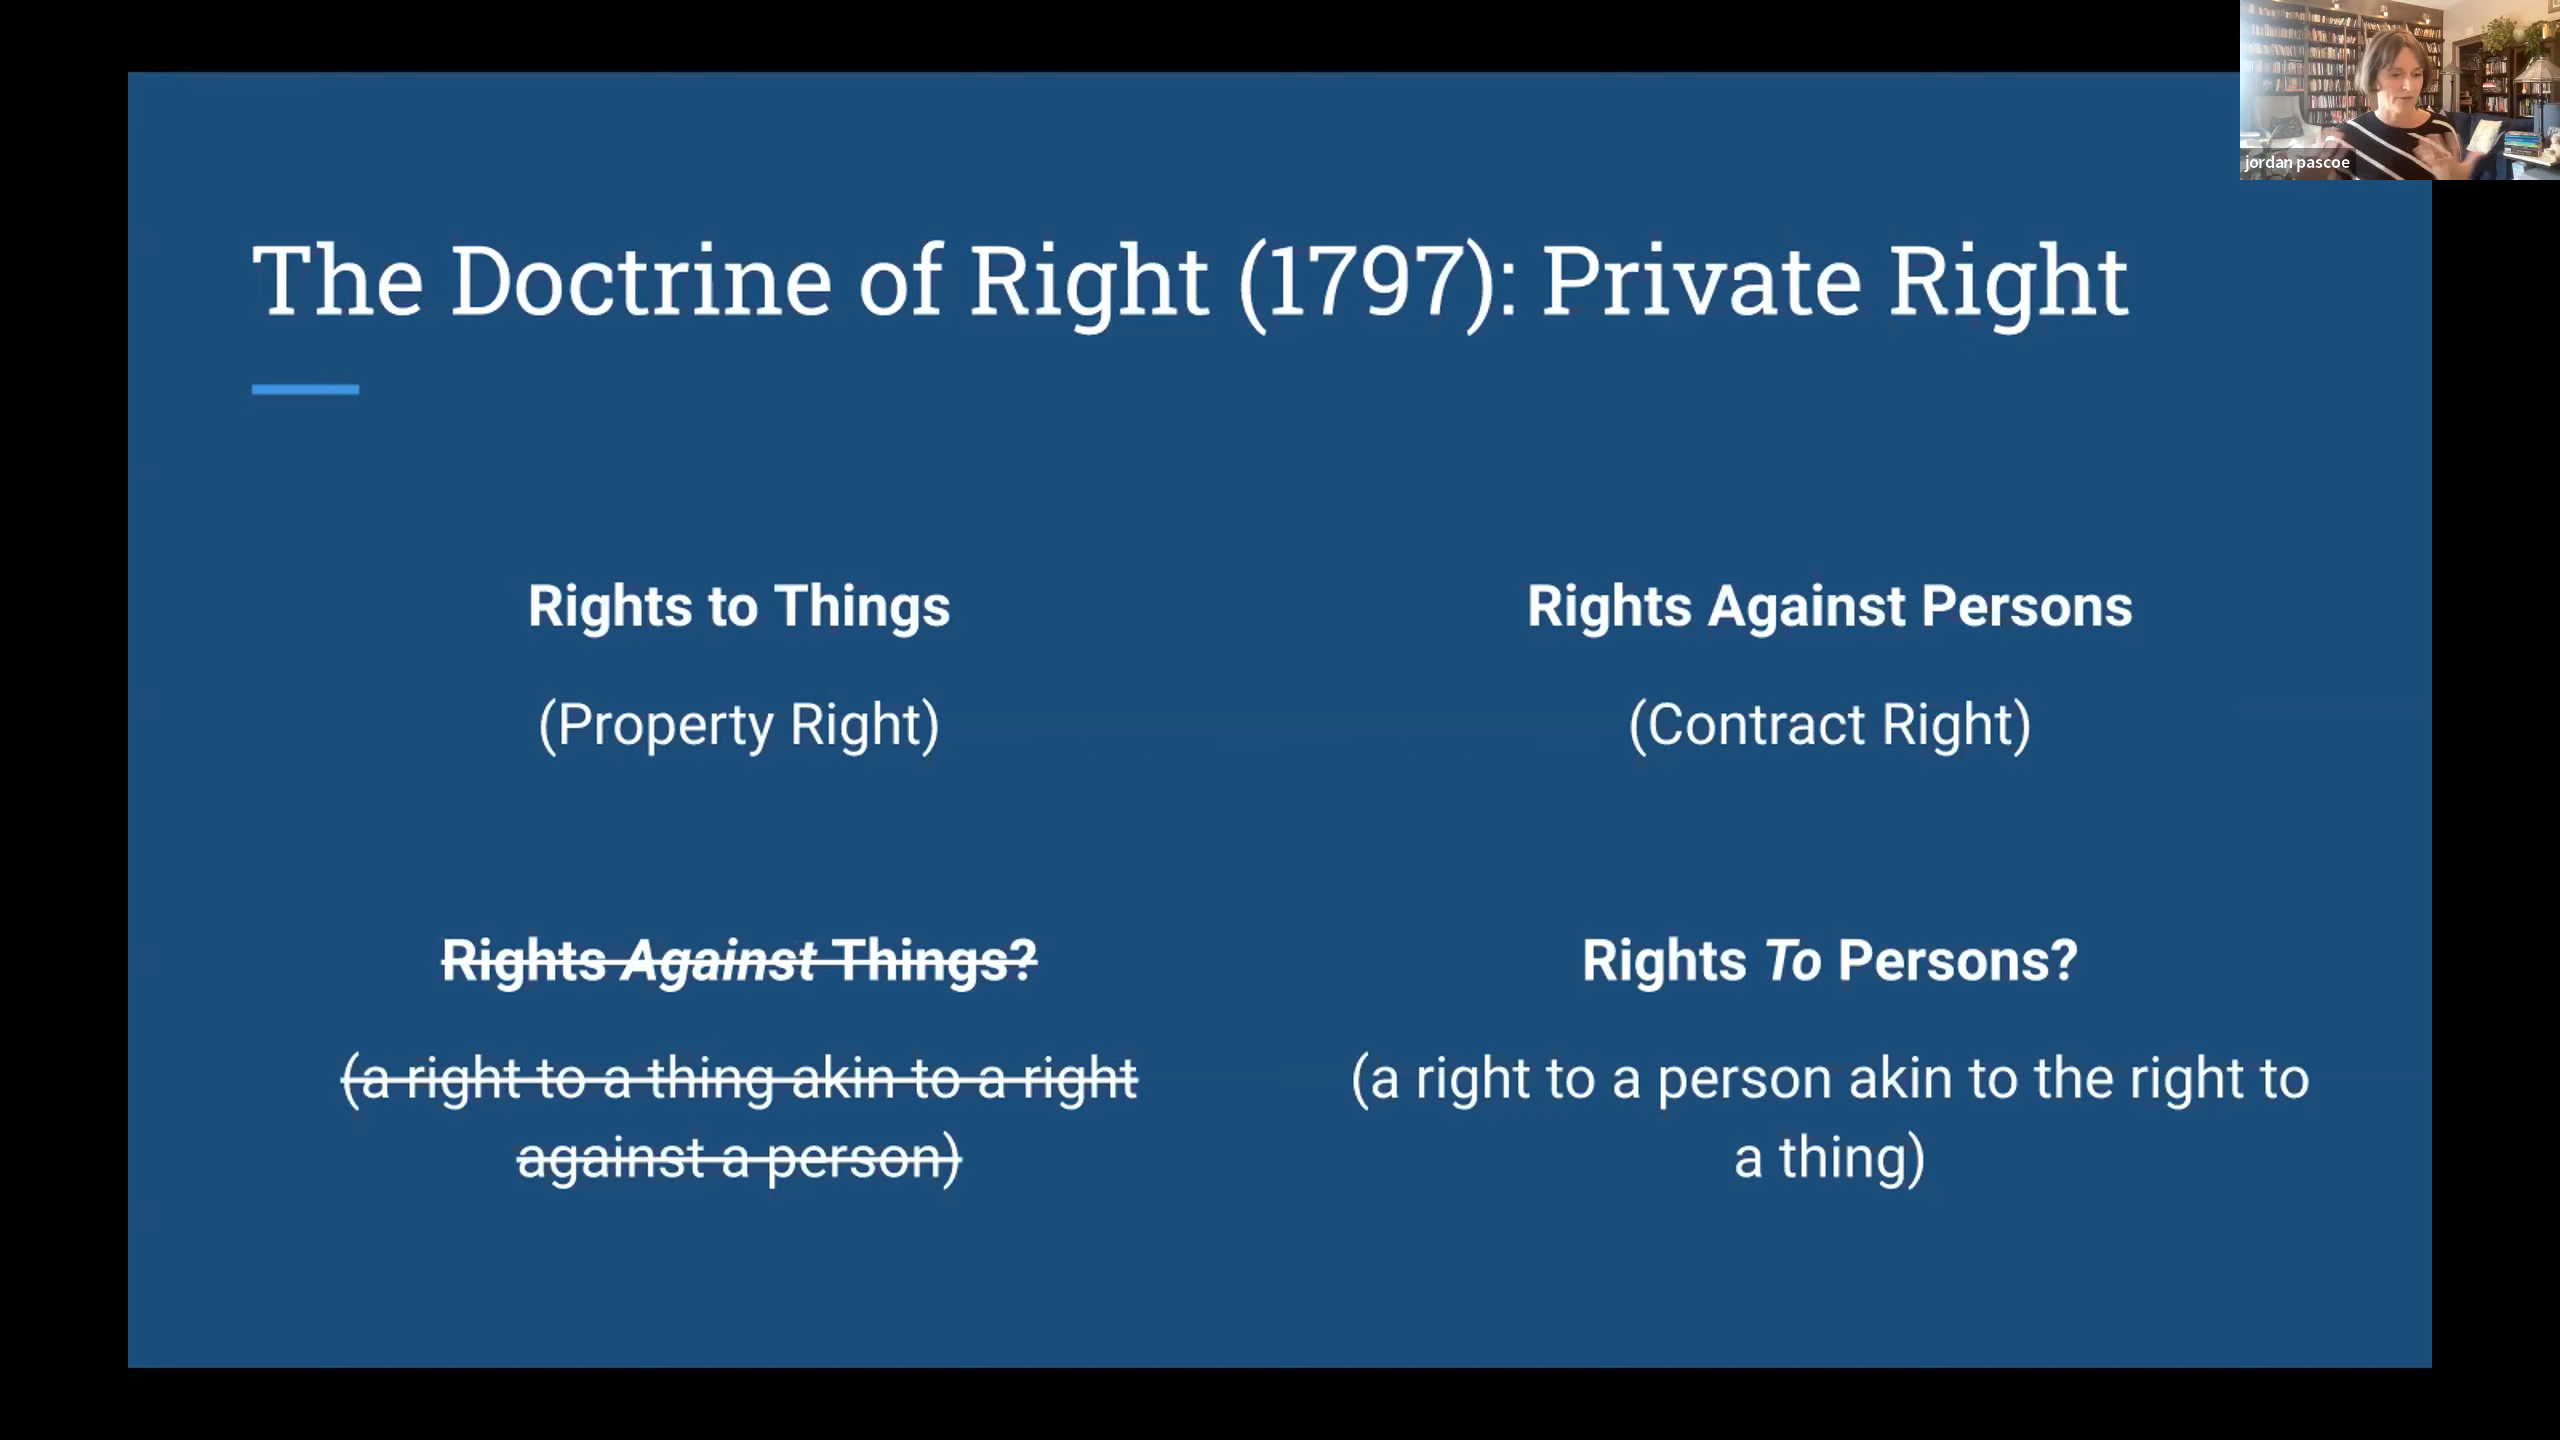 jordan pascoe
The Doctrine of Right (1797): Private Right
Rights to Things
(Property Right)
Rights Against Things?
(a right to a thing akin to a right
against a person)
Rights Against Persons
(Contract Right)
Rights To Persons?
(a right to a person akin to the right to
a thing)